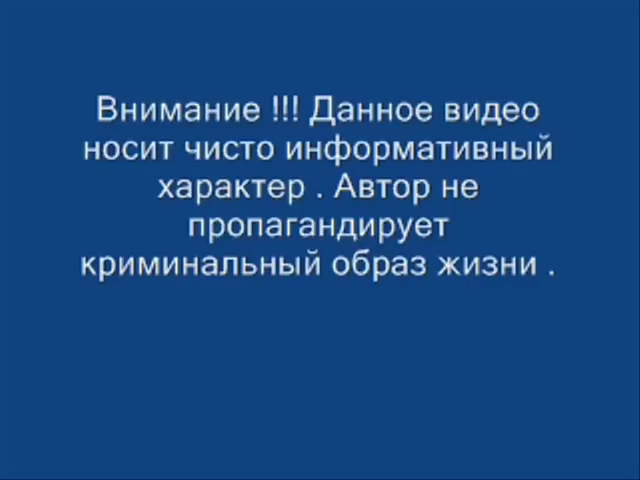 Внимание !!! Данное видео
носит чисто информативный
характер . Автор не
пропагандирует
криминальный образ жизни .